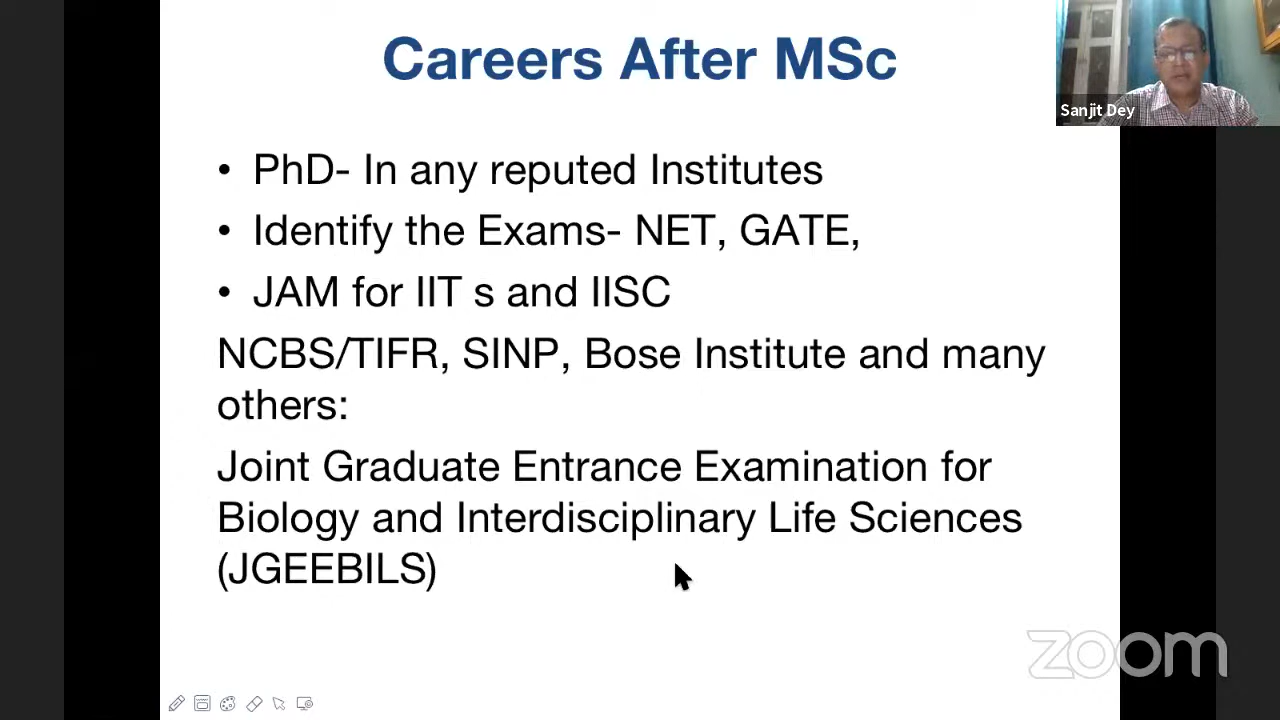 Careers After MSc
Sanjit Dey
• PhD- In any reputed Institutes
• Identify the Exams- NET, GATE,
• JAM for IIT s and IISC
NCBS/TIFR, SINP, Bose Institute and many
others:
Joint Graduate Entrance Examination for
Biology and Interdisciplinary Life Sciences
(JGEEBILS)
zoom